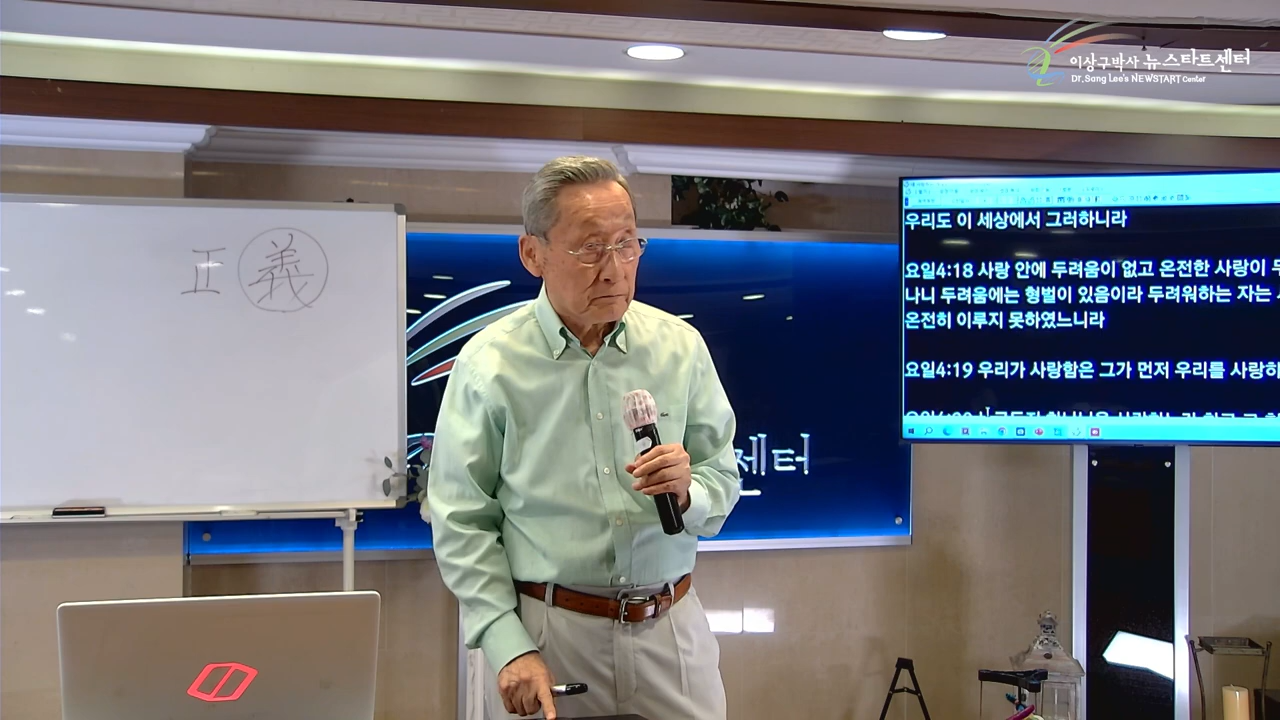 이상구박사 뉴스타트센터
Dr. Sang Lee's NEWSTART Center
正義
우리도 이 세상에서 그러하니라
요일4:18 사랑 안에 두려움이 없고 온전한 사랑이
나니 두려움에는 형벌이 있음이라 두려워하는 자는
온전히 이루지 못하였느니라
요일4:19 우리가 사랑함은 그가 먼저 우리를 사랑하
센터